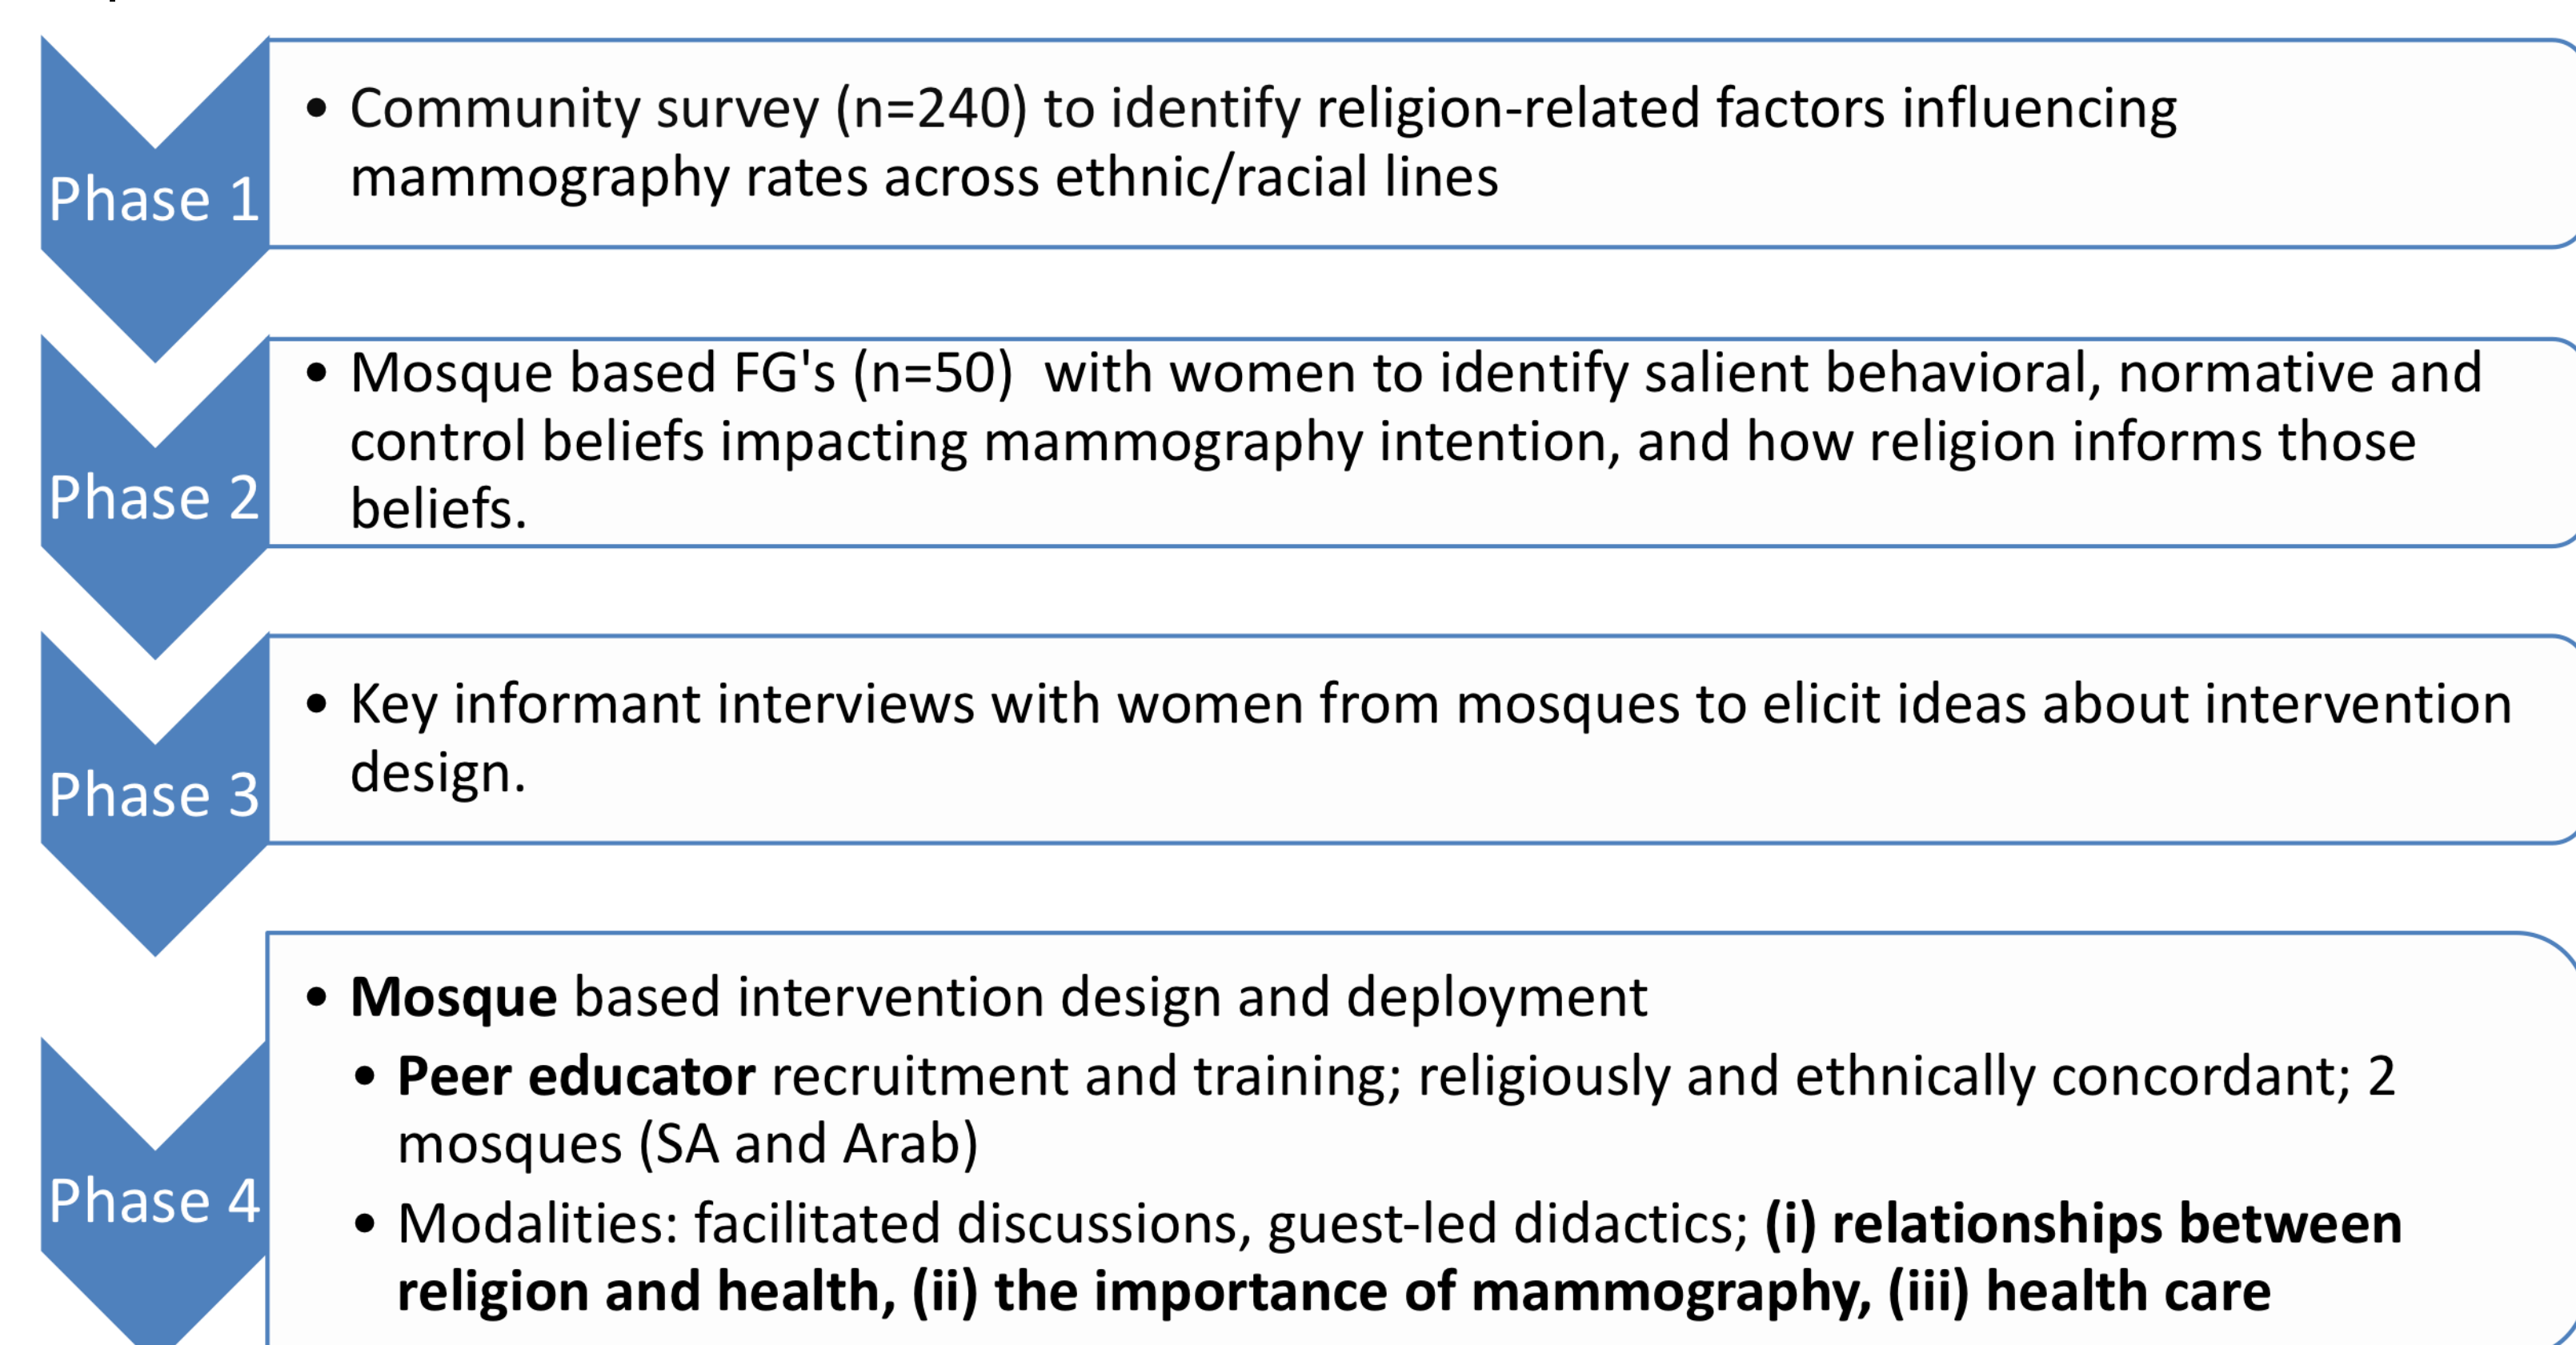 Phase 1
• Community survey (n=240) to identify religion-related factors influencing
mammography rates across ethnic/racial lines
Phase 2
• Mosque based FG's (n=50)  with women to identify salient behavioral, normative and
control beliefs impacting mammography intention, and how religion informs those
beliefs.
Phase 3
• Key informant interviews with women from mosques to elicit ideas about intervention
design.
Phase 4
• Mosque based intervention design and deployment
• Peer educator recruitment and training; religiously and ethnically concordant; 2
mosques (SA and Arab)
• Modalities: facilitated discussions, guest-led didactics; (i) relationships between
religion and health, (ii) the importance of mammography, (iii) health care